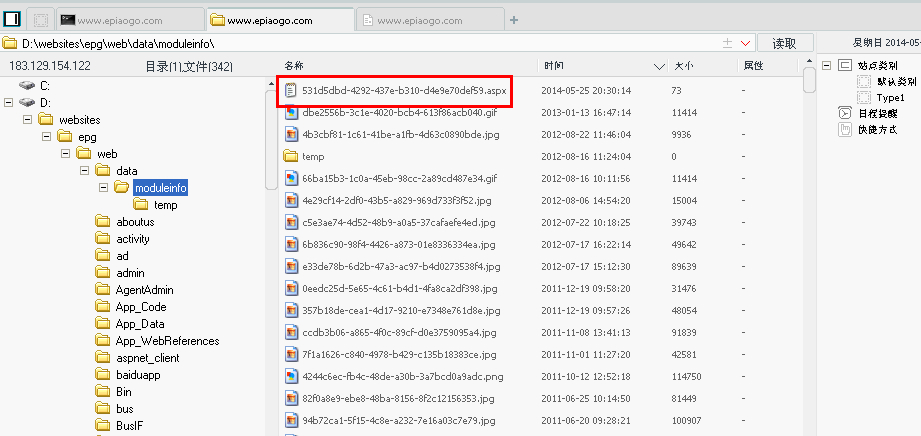 www.epiaogo.com www.epiaogo.com www.epiaogo.com
D:\websites\epg\web\data\moduleinfo\ 读取 星期日 2014-05-
183.129.154.122 目录(1),文件(342) 名称 时间 大小 属性 站点类别
C: 531d5dbd-4292-437e-b310-d4e9e70def59.aspx 2014-05-25 20:30:14 73 - 默认类别
D: dbe2556b-3c1e-4020-bcb4-613f86acb040.gif 2013-01-13 16:47:14 11414 - Type1
websites 4b3cbf81-1c61-41be-a1fb-4d63c0890bde.jpg 2012-08-22 11:46:04 9936 - 日程提醒
epg temp 2012-08-16 11:24:04 0 - 快捷方式
web 66ba15b3-1c0a-45eb-98cc-2a89cd487e34.gif 2012-08-16 10:11:16 11414 -
data 4e29cf14-2df0-43b5-a829-969d733f3f52.jpg 2012-08-06 14:54:20 15004 -
moduleinfo c5e3ae74-4d52-48b9-a0a5-37cafaefe4ed.jpg 2012-07-22 10:18:25 39743 -
temp 6b836c90-98f4-4426-a873-01e8336334ea.jpg 2012-07-17 16:22:14 49642 -
aboutus e33de78b-6d2b-47a3-ac97-b4d0273538f4.jpg 2012-07-17 15:12:30 89639 -
activity 0eedc25d-5e65-4c61-b4d1-4fa8ca2df398.jpg 2011-12-19 09:58:20 31476 -
ad 357b18de-cea1-4d17-9210-e7348e761d8e.jpg 2011-12-19 09:57:26 48054 -
admin ccdb3b06-a865-4f0c-89cf-d0e3759095a4.jpg 2011-11-08 13:41:13 91839 -
AgentAdmin 7f1a1626-c840-4978-b429-c135b18383ce.jpg 2011-11-01 11:27:20 42581 -
App_Code 4244c6ec-fb4c-48de-a30b-3a7bcd0a9adc.png 2011-10-12 12:52:18 114750 -
App_Data 82f0a8e9-ebe8-48ba-8156-8f2c12156353.jpg 2011-06-25 10:14:50 81449 -
App_WebReferences 94b72ca1-5f15-4c8e-a232-7e16a03c7e79.jpg 2011-06-20 09:28:21 100907 -
aspnet_client
baiduapp
Bin
bus
BusIF